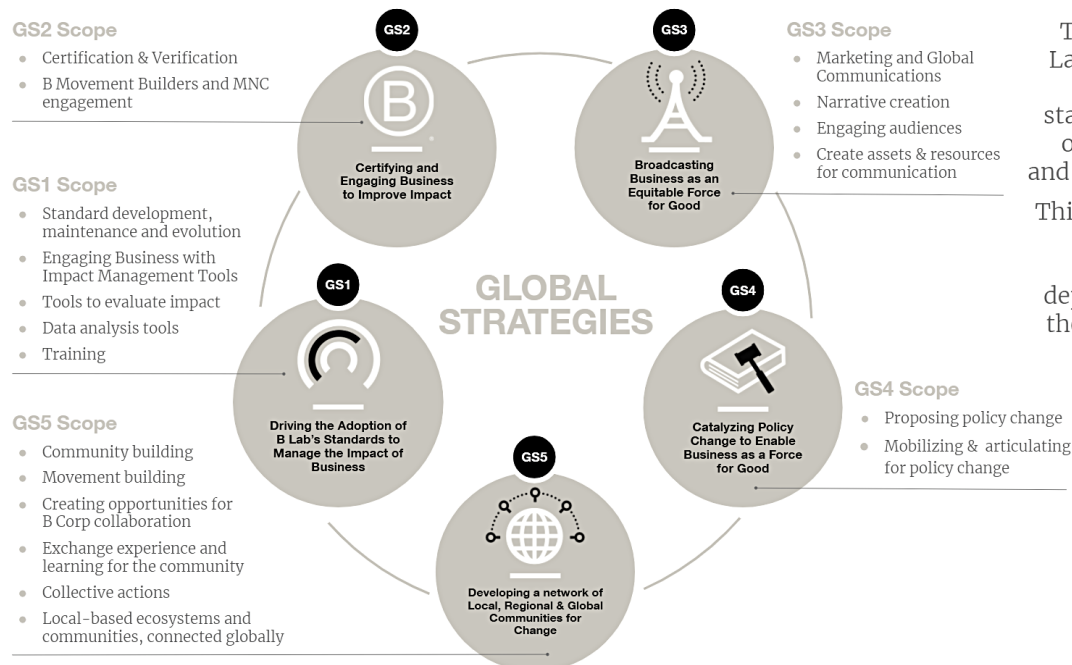 GS2 Scope
Certification & Verification
B Movement Builders and MNC
engagement
GS1 Scope
Standard development,
maintenance and evolution
Engaging Business with
Impact Management Tools
Tools to evaluate impact
Data analysis tools
Training
GS5 Scope
Community building
Movement building
Creating opportunities for
B Corp collaboration
Exchange experience and
learning for the community
Collective actions
Local-based ecosystems and
communities, connected globally
GS2
B
Certifying and
Engaging Business
to Improve Impact
GS3
Broadcasting
Business as an
Equitable Force
for Good
GLOBAL
STRATEGIES
GS1
Driving the Adoption of
B Lab's Standards to
Manage the Impact of
Business
GS4
Catalyzing Policy
Change to Enable
Business as a Force
for Good
GS5
Developing a network of
Local, Regional & Global
Communities for
Change
GS3 Scope
Marketing and Global
Communications
Narrative creation
Engaging audiences
Create assets & resources
for communication
GS4 Scope
Proposing policy change
Mobilizing & articulating
for policy change
T
La
sta
o
and
Thi
dep
the